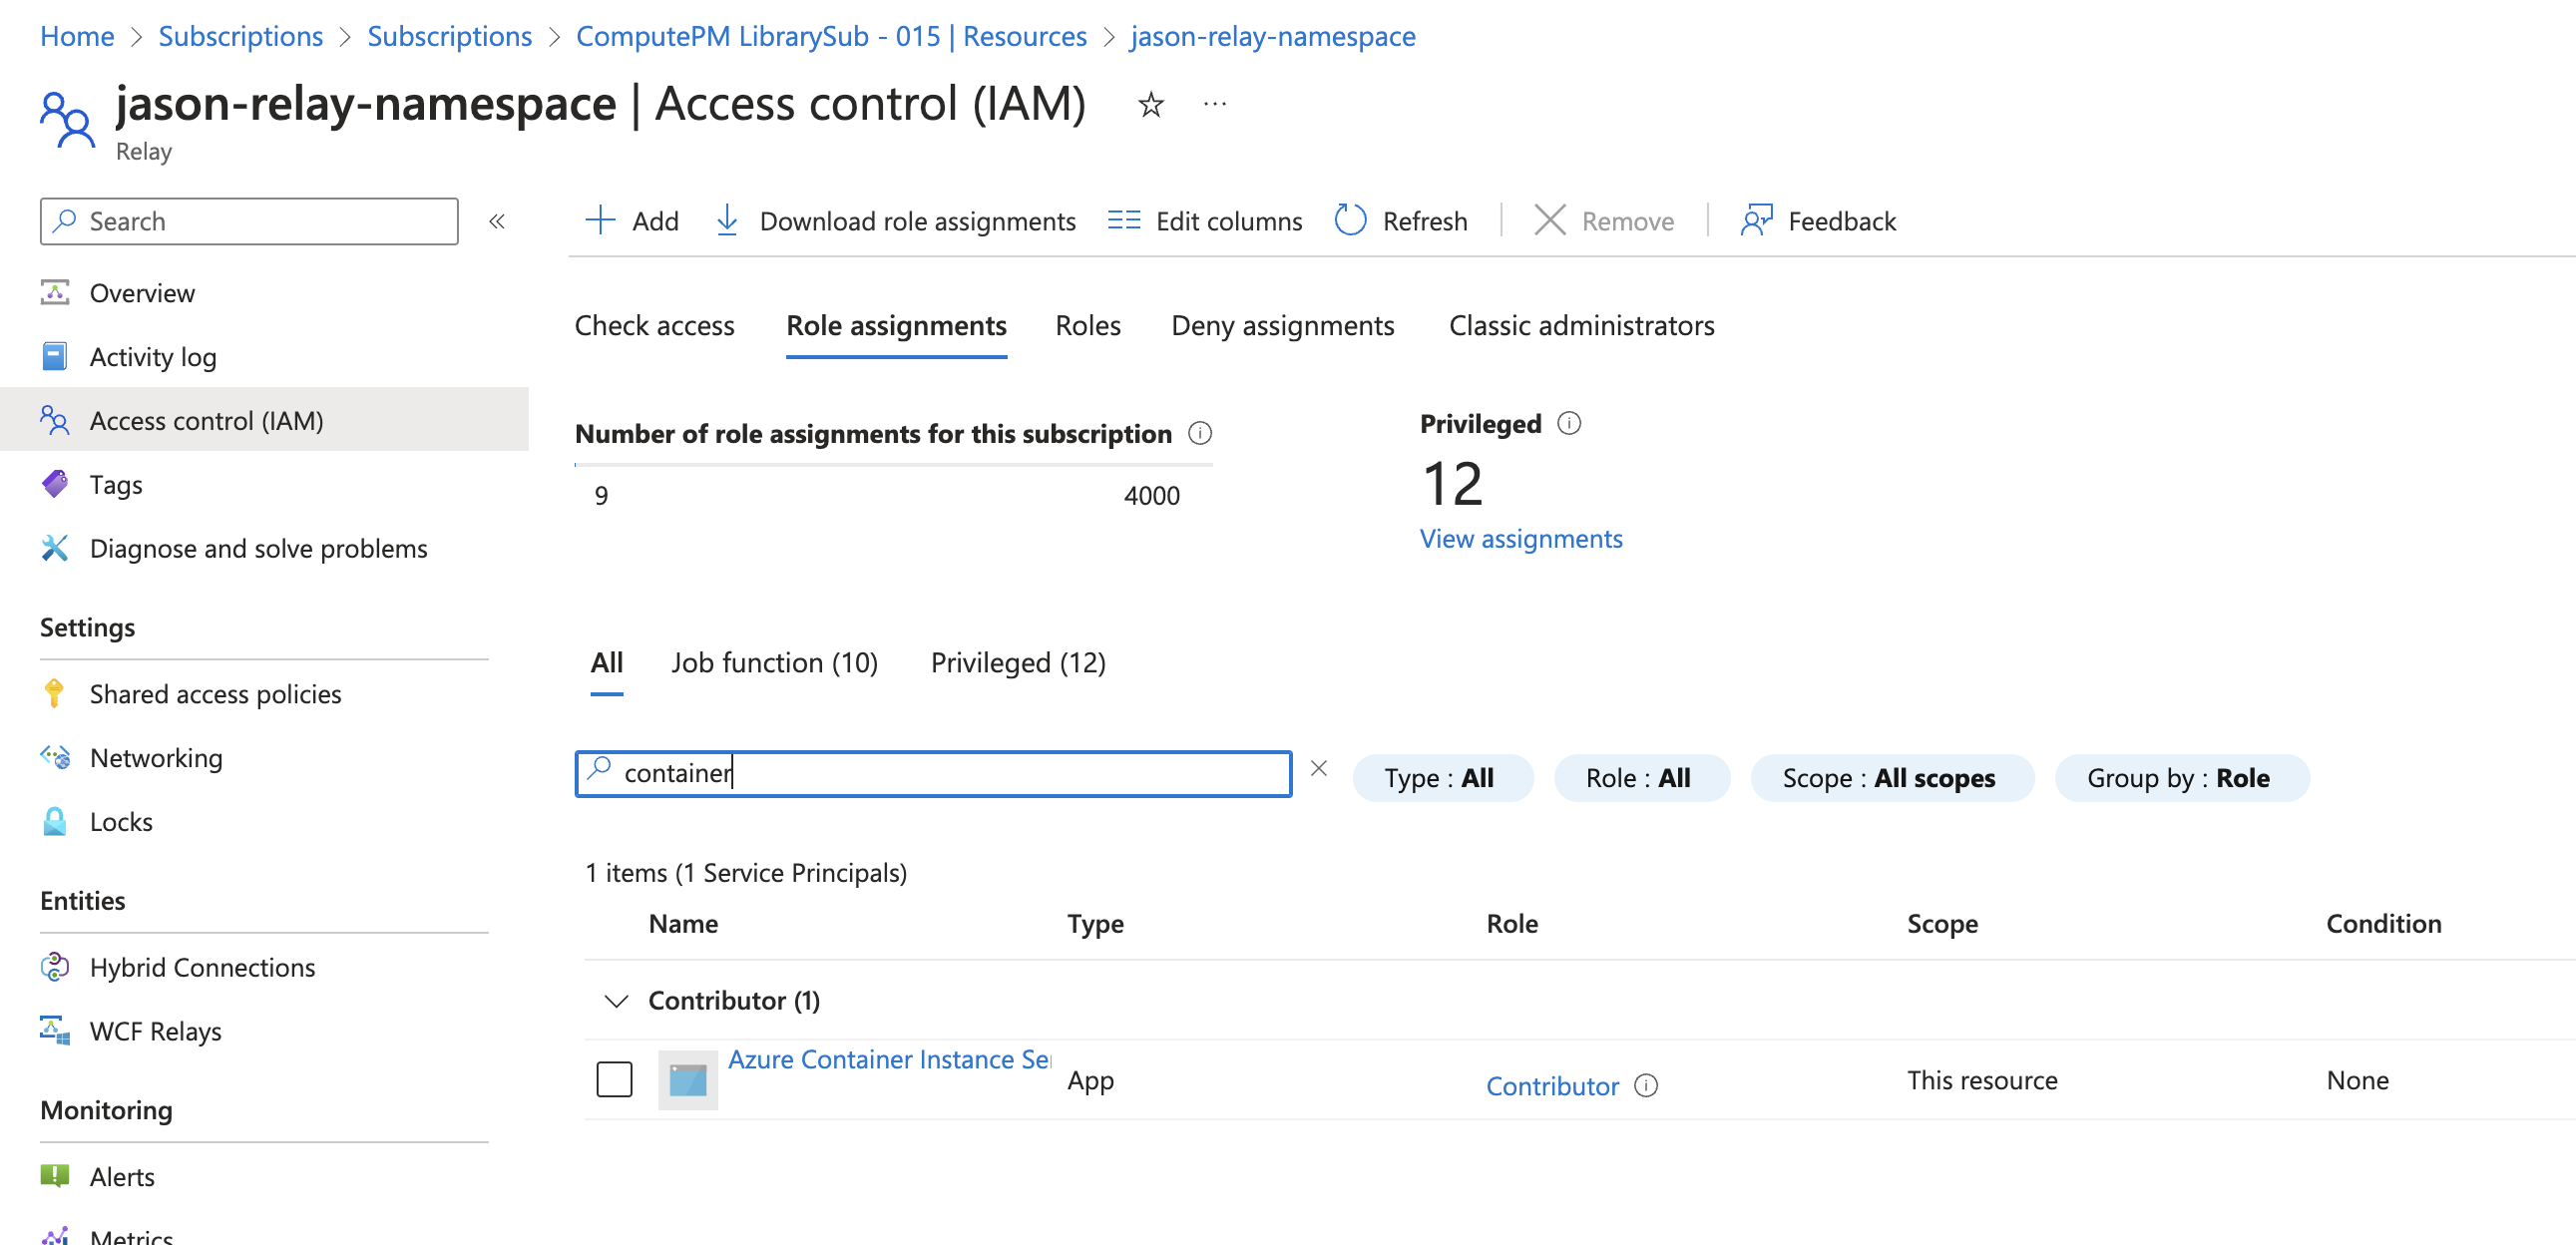 Home > Subscriptions > Subscriptions > ComputePM LibrarySub - 015 | Resources > jason-relay-namespace
jason-relay-namespace | Access control (IAM) ☆ ···
Relay
Search «
Overview
Activity log
Access control (IAM)
Tags
Diagnose and solve problems
Settings
Shared access policies
Networking
Locks
Entities
Hybrid Connections
WCF Relays
Monitoring
Alerts
Metrics
Add Download role assignments Edit columns Refresh Remove Feedback
Check access Role assignments Roles Deny assignments Classic administrators
Number of role assignments for this subscription
9 4000
Privileged
12
View assignments
All Job function (10) Privileged (12)
container Type : All Role : All Scope : All scopes Group by : Role
1 items (1 Service Principals)
Name Type Role Scope Condition
Contributor (1)
Azure Container Instance Se App Contributor This resource None